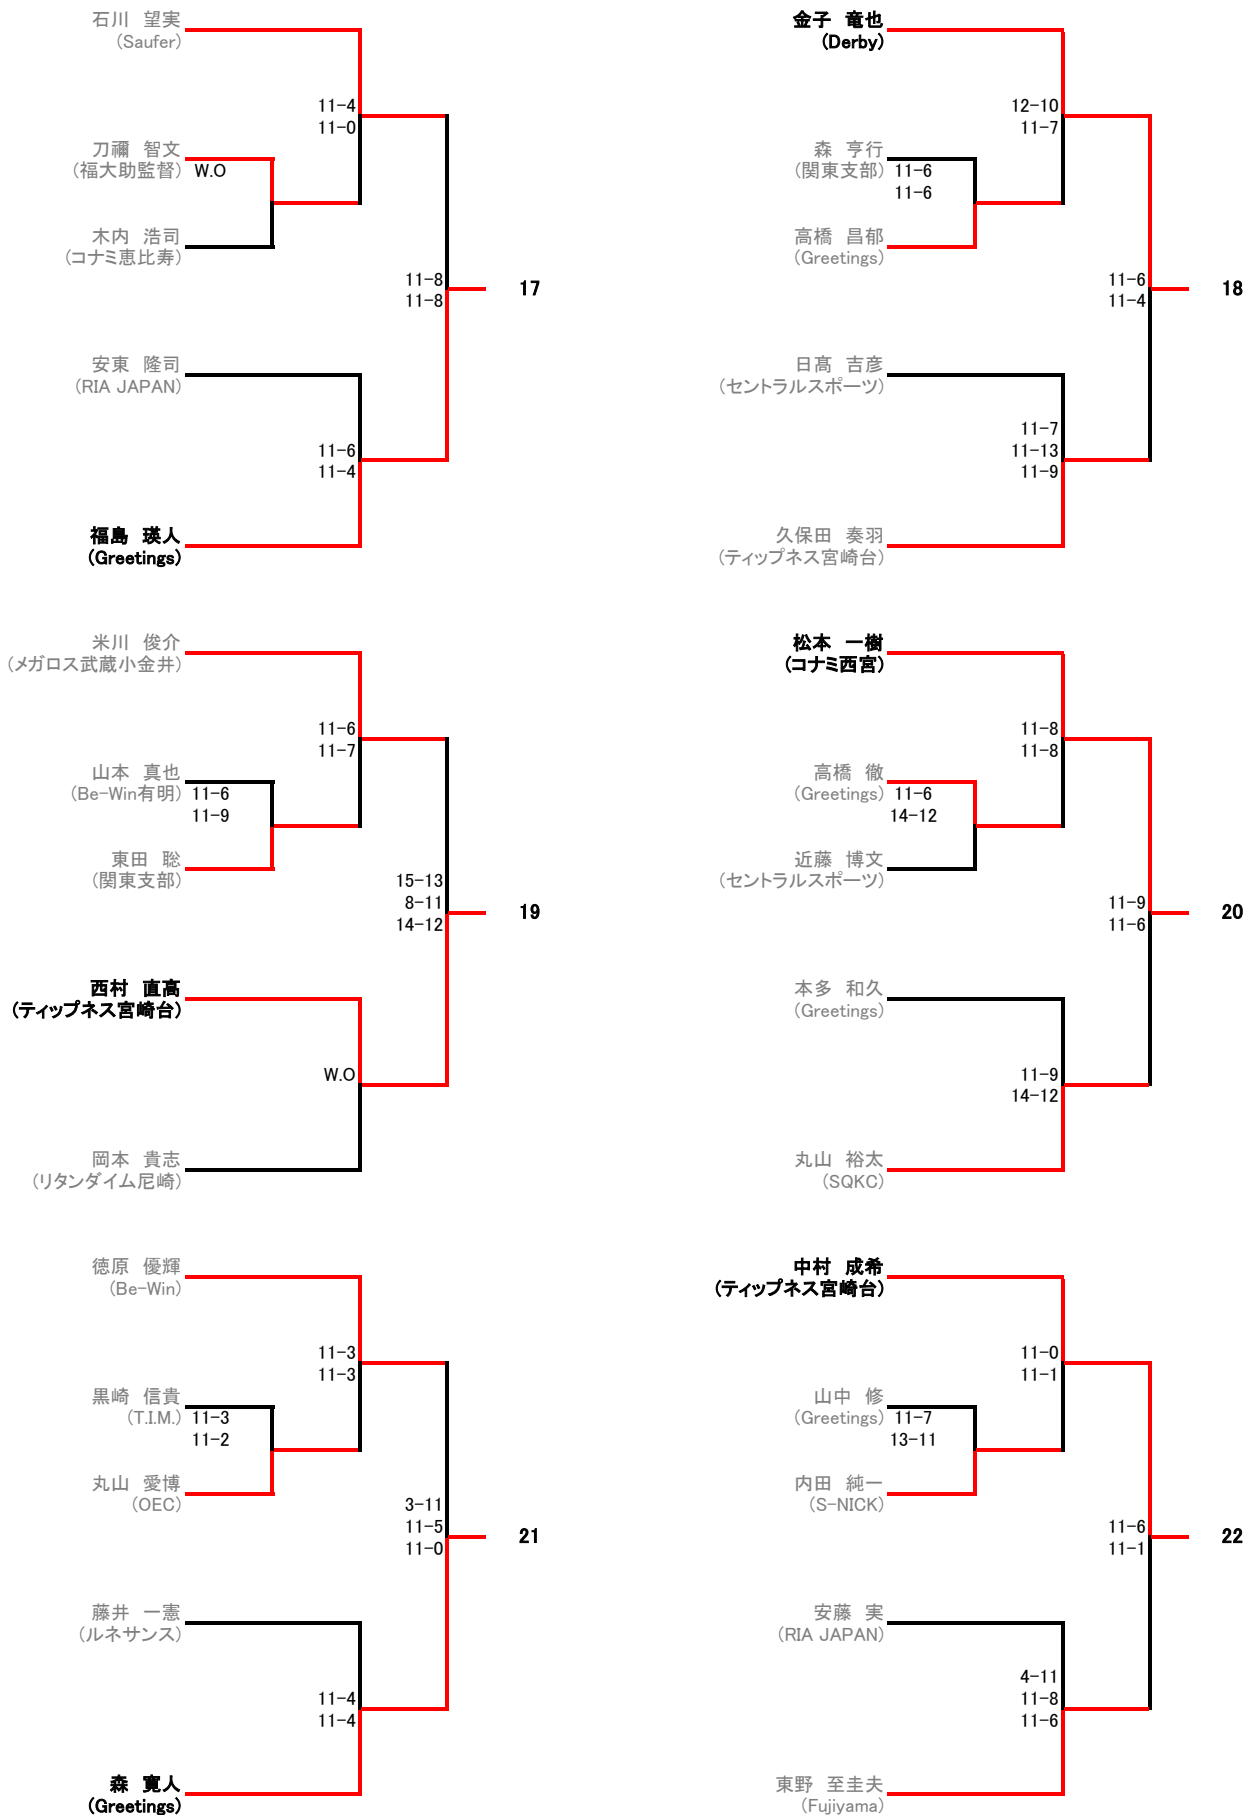 石川 望実
(Saufer)
11-4
11-0
刀禰 智文
(福大助監督)
W.O
木内 浩司
(コナミ恵比寿)
11-8
11-8
17
安東 隆司
(RIA JAPAN)
11-6
11-4
福島 瑛人
(Greetings)
金子 竜也
(Derby)
12-10
11-7
森 亨行
(関東支部)
11-6
11-6
高橋 昌郁
(Greetings)
11-6
11-4
18
日髙 吉彦
(セントラルスポーツ)
11-7
11-13
11-9
久保田 奏羽
(ティップネス宮崎台)
米川 俊介
(メガロス武蔵小金井)
11-6
11-7
山本 真也
(Be-Win有明)
11-6
11-9
東田 聡
(関東支部)
15-13
8-11
14-12
19
西村 直高
(ティップネス宮崎台)
W.O
岡本 貴志
(リタンダイム尼崎)
松本 一樹
(コナミ西宮)
11-8
11-8
高橋 徹
(Greetings)
11-6
14-12
近藤 博文
(セントラルスポーツ)
11-9
11-6
20
本多 和久
(Greetings)
11-9
14-12
丸山 裕太
(SQKC)
徳原 優輝
(Be-Win)
11-3
11-3
黒崎 信貴
(T.I.M.)
11-3
11-2
丸山 愛博
(OEC)
3-11
11-5
11-0
21
藤井 一憲
(ルネサンス)
11-4
11-4
森 寛人
(Greetings)
中村 成希
(ティップネス宮崎台)
11-0
11-1
山中 修
(Greetings)
11-7
13-11
内田 純一
(S-NICK)
11-6
11-1
22
安藤 実
(RIA JAPAN)
4-11
11-8
11-6
東野 至圭夫
(Fujiyama)